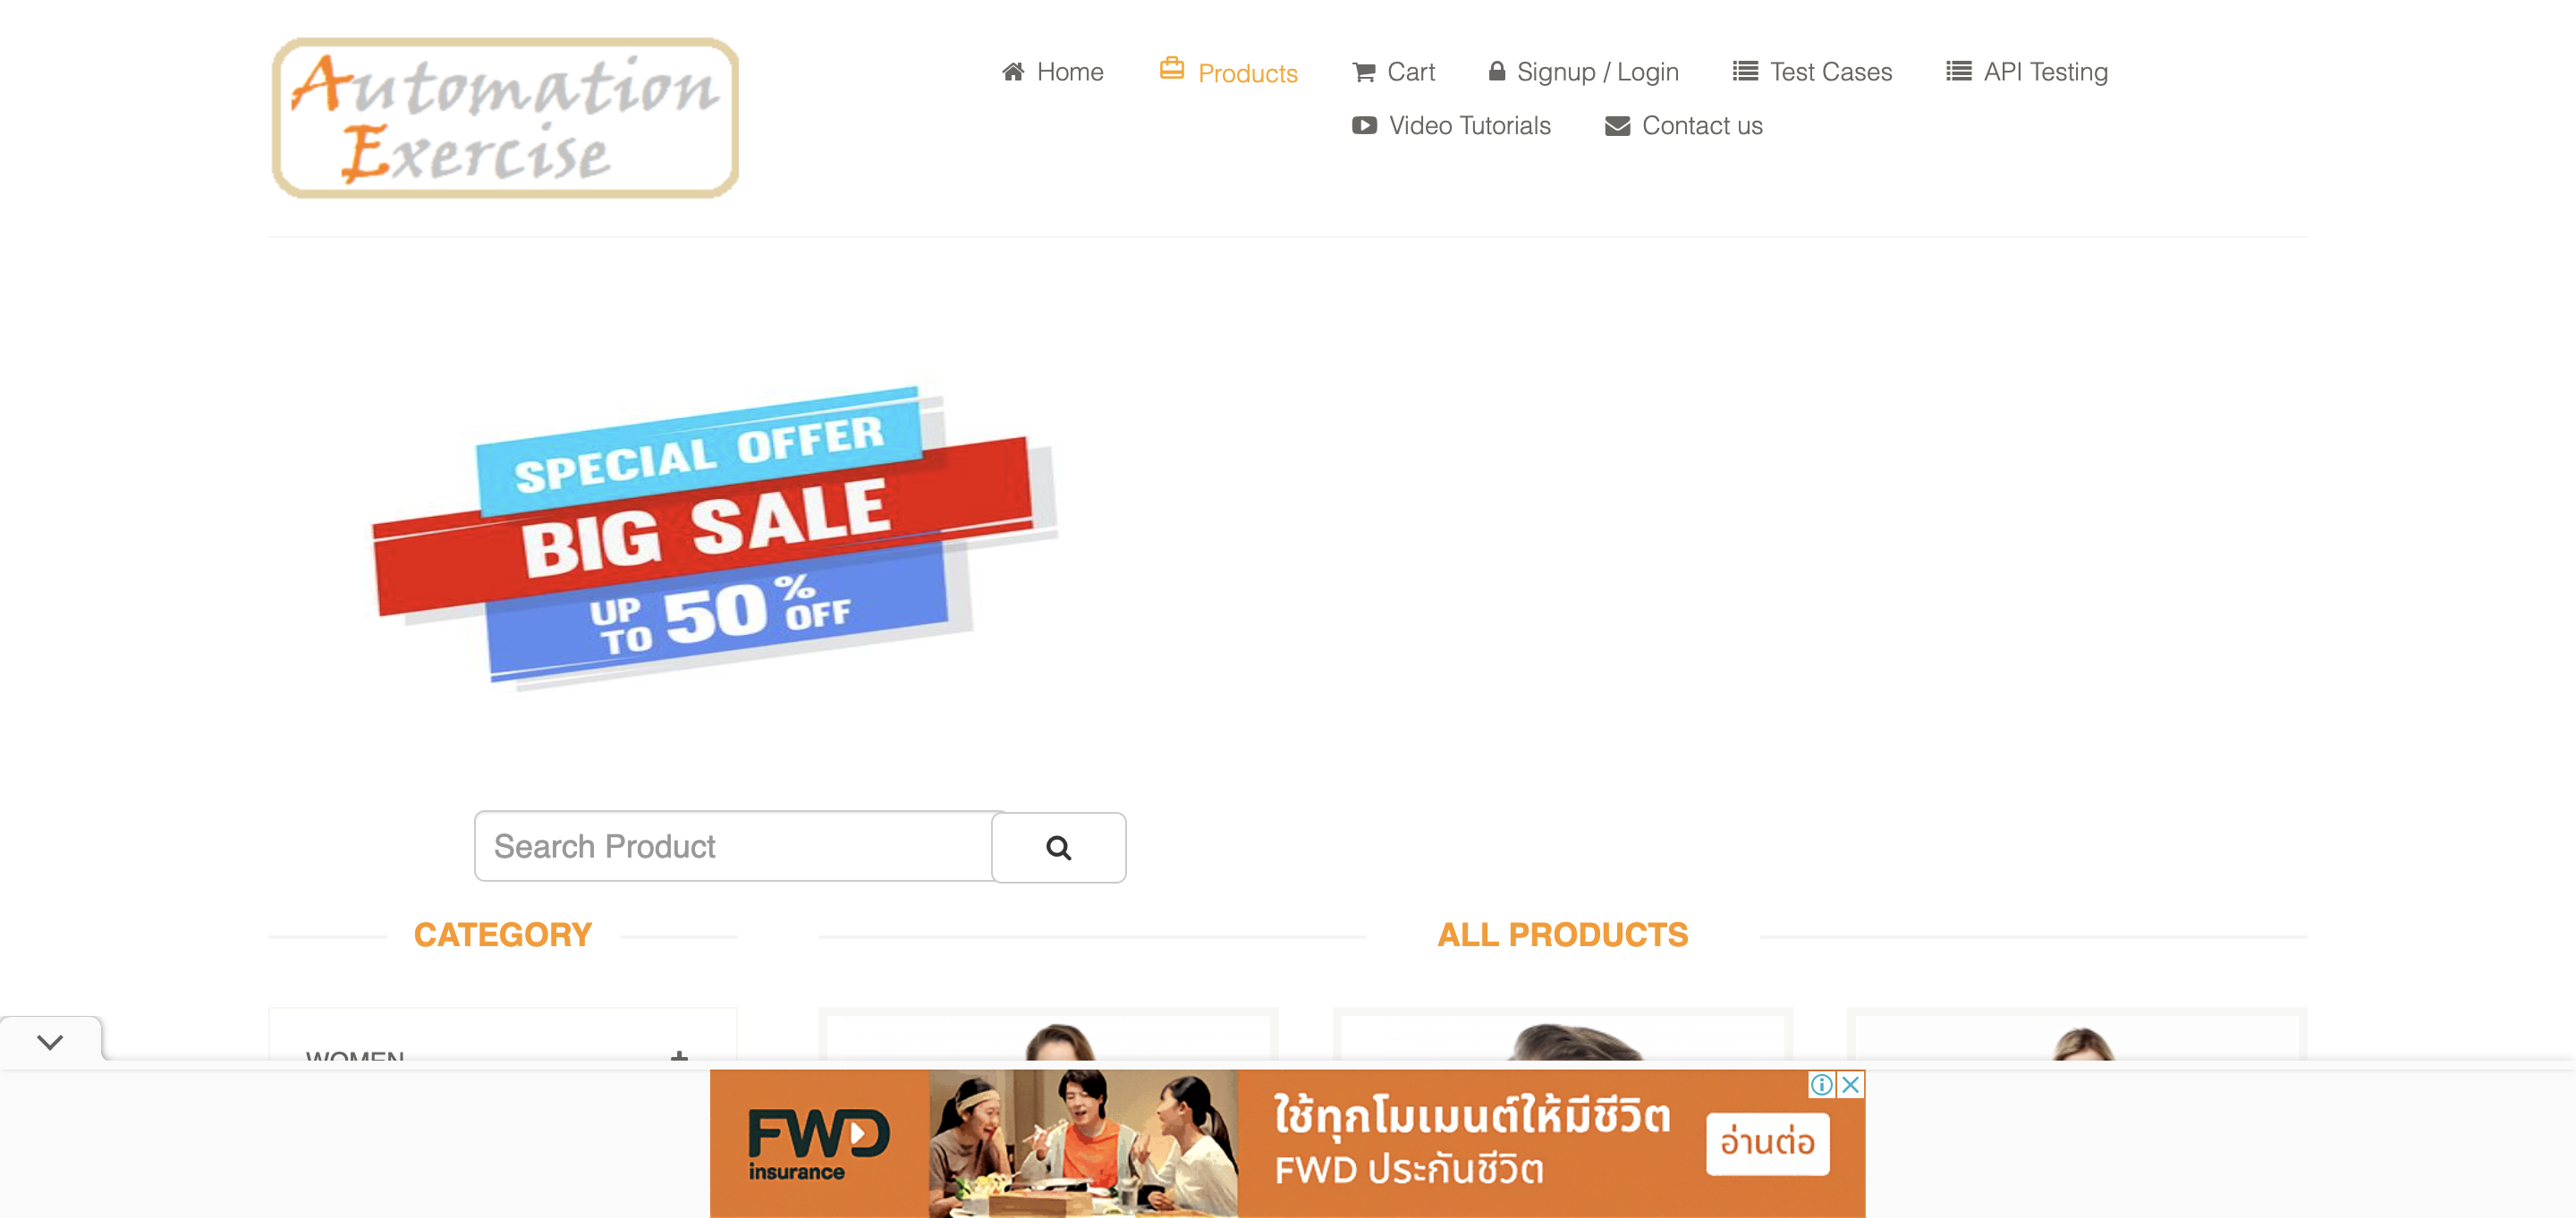 Automation
Exercise
Home
Products
Cart
Signup / Login
Test Cases
API Testing
Video Tutorials
Contact us
SPECIAL OFFER
BIG SALE
UP TO 50% OFF
Search Product
CATEGORY
ALL PRODUCTS
WOMEN
FWD
insurance
ใช้ทุกโมเมนต์ให้มีชีวิต
FWD ประกันชีวิต
อ่านต่อ